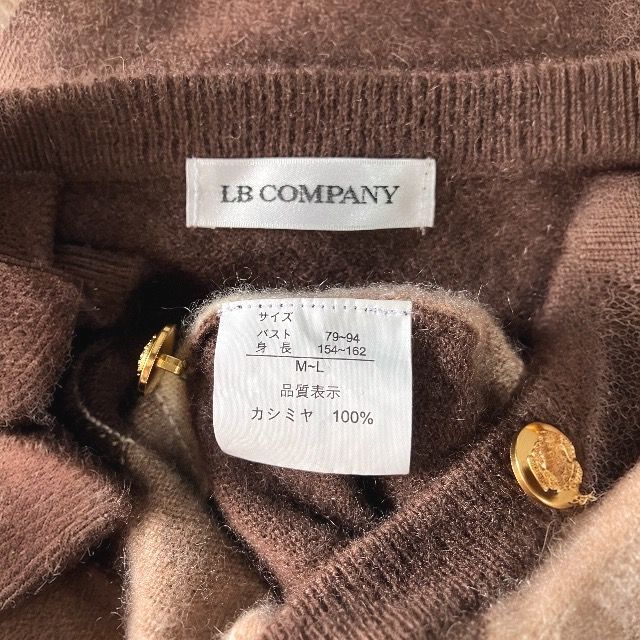 LB COMPANY
サイズ
バスト 79~94
身長 154~162
M~L
品質表示
カシミヤ 100%